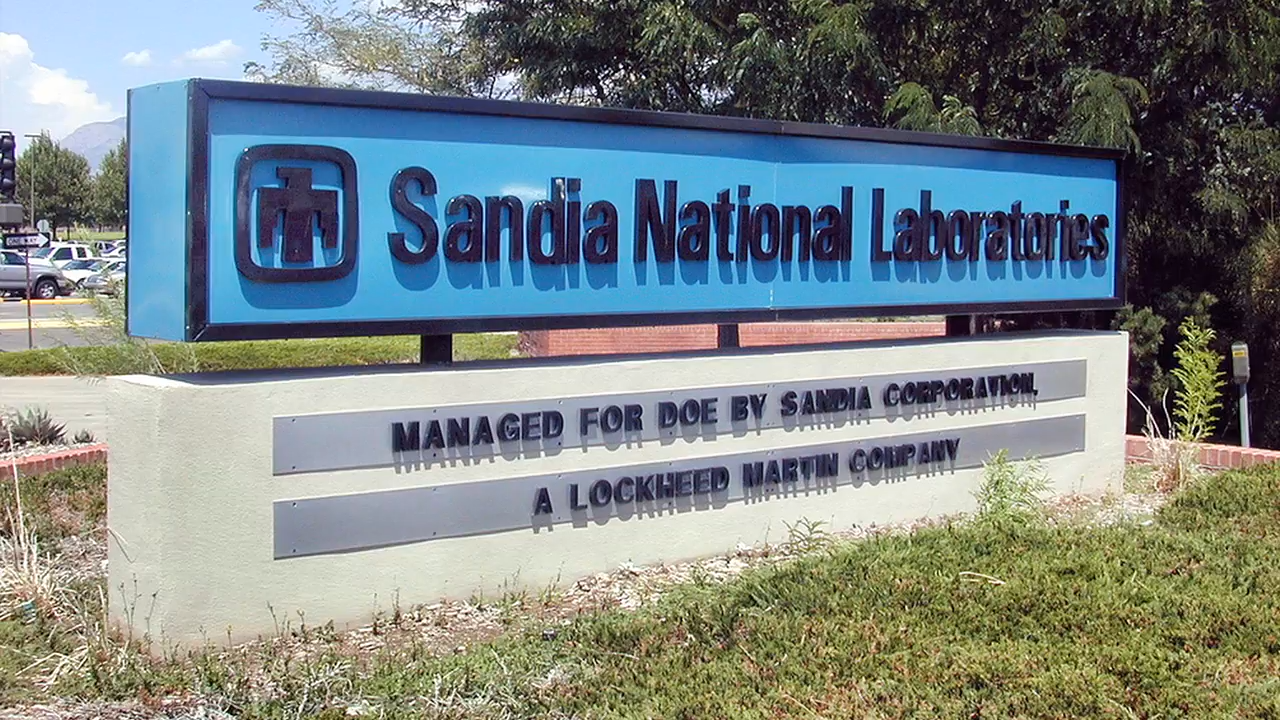 Sandia National Laboratories
MANAGED FOR DOE BY SANDIA CORPORATION,
A LOCKHEED MARTIN COMPANY